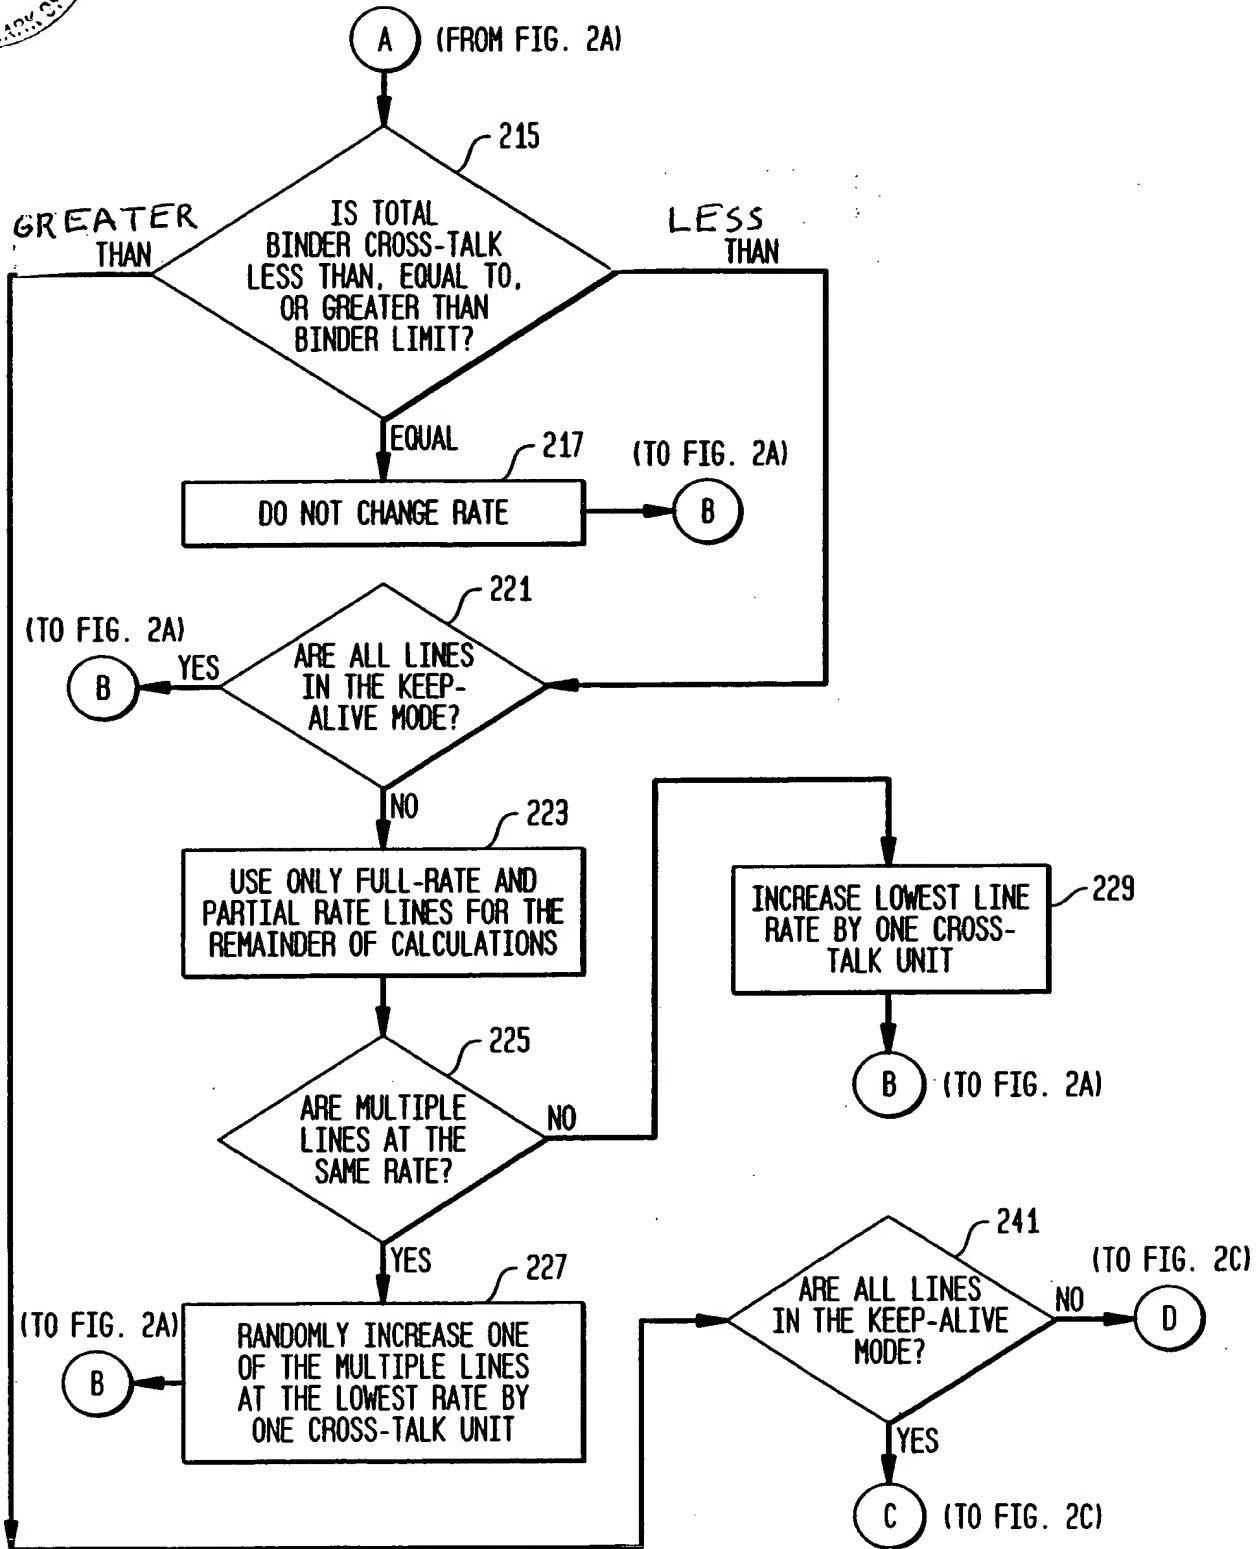 A (FROM FIG. 2A)
215
IS TOTAL
BINDER CROSS-TALK
LESS THAN, EQUAL TO,
OR GREATER THAN
BINDER LIMIT?
GREATER
THAN
LESS
THAN
EQUAL
217
DO NOT CHANGE RATE
(TO FIG. 2A)
B
221
ARE ALL LINES
IN THE KEEP-
ALIVE MODE?
(TO FIG. 2A)
YES
B
NO
223
USE ONLY FULL-RATE AND
PARTIAL RATE LINES FOR THE
REMAINDER OF CALCULATIONS
229
INCREASE LOWEST LINE
RATE BY ONE CROSS-
TALK UNIT
B (TO FIG. 2A)
225
ARE MULTIPLE
LINES AT THE
SAME RATE?
NO
YES
227
RANDOMLY INCREASE ONE
OF THE MULTIPLE LINES
AT THE LOWEST RATE BY
ONE CROSS-TALK UNIT
(TO FIG. 2A)
B
241
ARE ALL LINES
IN THE KEEP-ALIVE
MODE?
NO
(TO FIG. 2C)
D
YES
C (TO FIG. 2C)